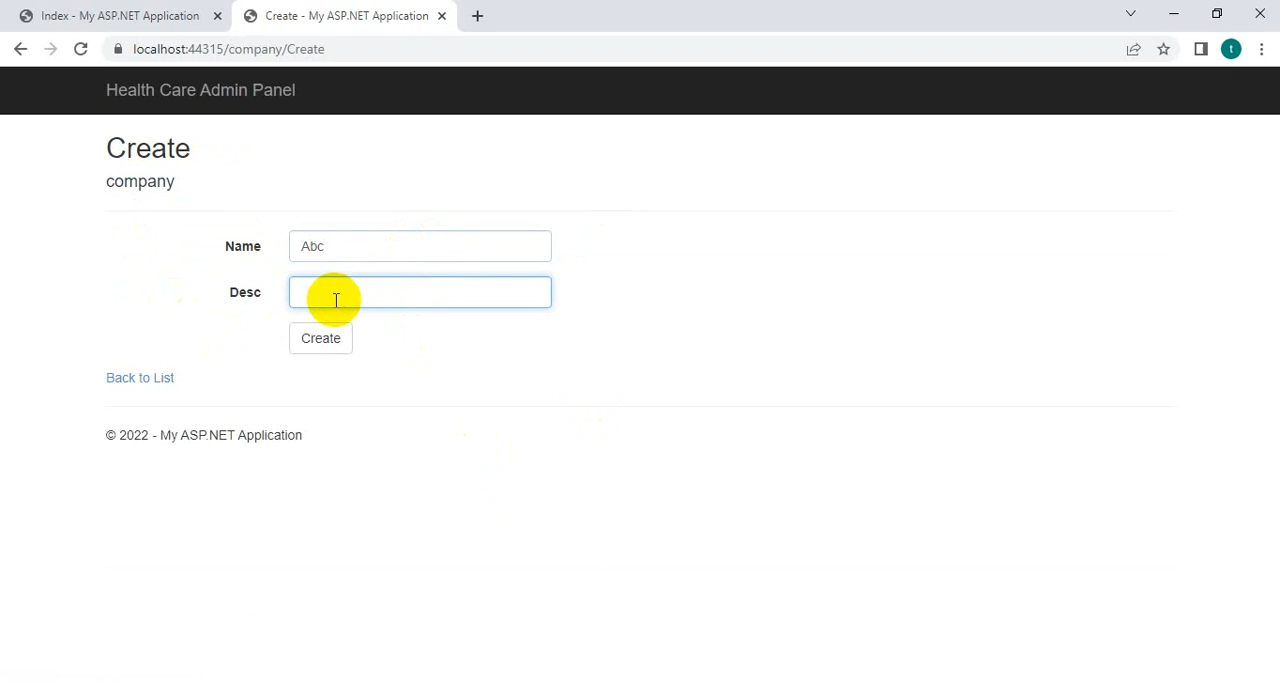 Index - My ASP.NET Application
Create - My ASP.NET Application
localhost:44315/company/Create
t
Health Care Admin Panel
Create
company
Name
Abc
Desc
Create
Back to List
© 2022 - My ASP.NET Application